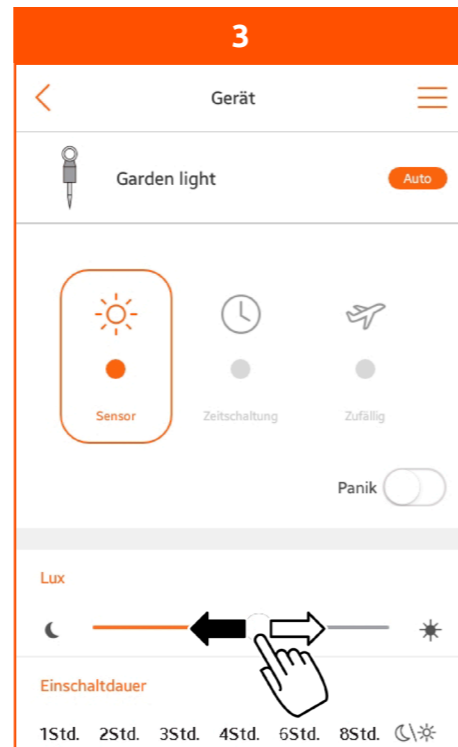 3
Gerät
Garden light Auto
Sensor Zeitschaltung Zufällig
Panik
Lux
Einschaltdauer
1Std. 2Std. 3Std. 4Std. 6Std. 8Std.